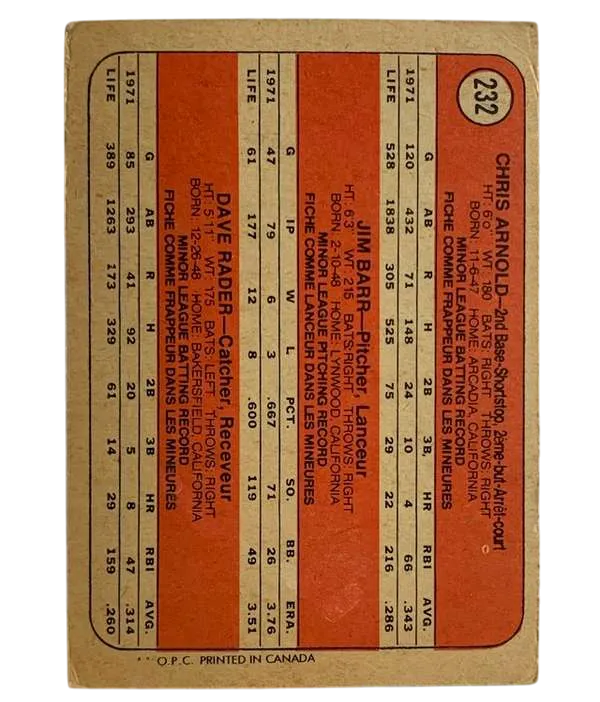 232
CHRIS ARNOLD—2nd Base-Shortstop, 2ème-but-Arrêt-court
HT: 6'0" WT: 180 BATS: RIGHT THROWS: RIGHT
BORN: 11-6-47 HOME: ARCADIA, CALIFORNIA
MINOR LEAGUE BATTING RECORD
FICHE COMME FRAPPEUR DANS LES MINEURES
G AB R H 2B 3B. HR RBI AVG.
1971 120 432 71 148 24 10 4 66 .343
LIFE 528 1838 305 525 75 29 22 216 .286
JIM BARR—Pitcher, Lanceur
HT: 6'3" WT: 215 BATS:RIGHT THROWS: RIGHT
BORN: 2-10-48 HOME: LYNWOOD, CALIFORNIA
MINOR LEAGUE PITCHING RECORD
FICHE COMME LANCEUR DANS LES MINEURES
G IP W L PCT. SO. BB. ERA.
1971 47 79 6 3 .667 71 26 3.76
LIFE 61 177 12 8 .600 119 49 3.51
DAVE RADER—Catcher, Receveur
HT: 5'11" WT: 175 BATS: LEFT THROWS: RIGHT
BORN: 12-26-48 HOME: BAKERSFIELD, CALIFORNIA
MINOR LEAGUE BATTING RECORD
FICHE COMME FRAPPEUR DANS LES MINEURES
G AB R H 2B 3B HR RBI AVG.
1971 85 293 41 92 20 5 8 47 .314
LIFE 389 1263 173 329 61 14 29 159 .260
** O.P.C. PRINTED IN CANADA